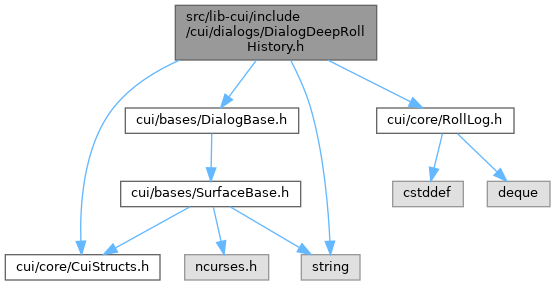 src/lib-cui/include
/cui/dialogs/DialogDeepRoll
History.h
cui/bases/DialogBase.h
cui/core/RollLog.h
cui/bases/SurfaceBase.h
cstddef
deque
cui/core/CuiStructs.h
ncurses.h
string